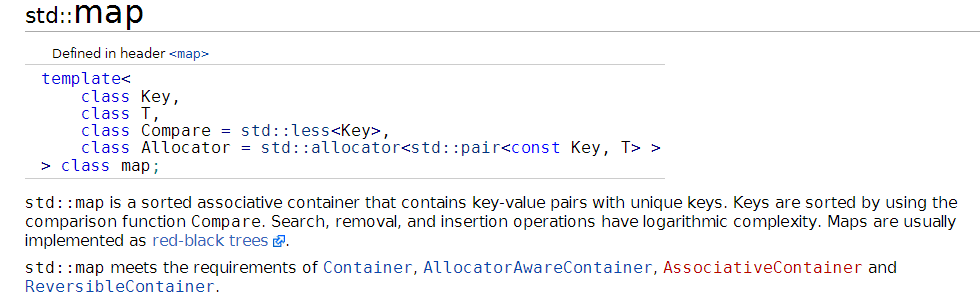 std::map
Defined in header <map>
template<
    class Key,
    class T,
    class Compare = std::less<Key>,
    class Allocator = std::allocator<std::pair<const Key, T> >
> class map;
std::map is a sorted associative container that contains key-value pairs with unique keys. Keys are sorted by using the
comparison function Compare. Search, removal, and insertion operations have logarithmic complexity. Maps are usually
implemented as red-black trees.
std::map meets the requirements of Container, AllocatorAwareContainer, AssociativeContainer and
ReversibleContainer.